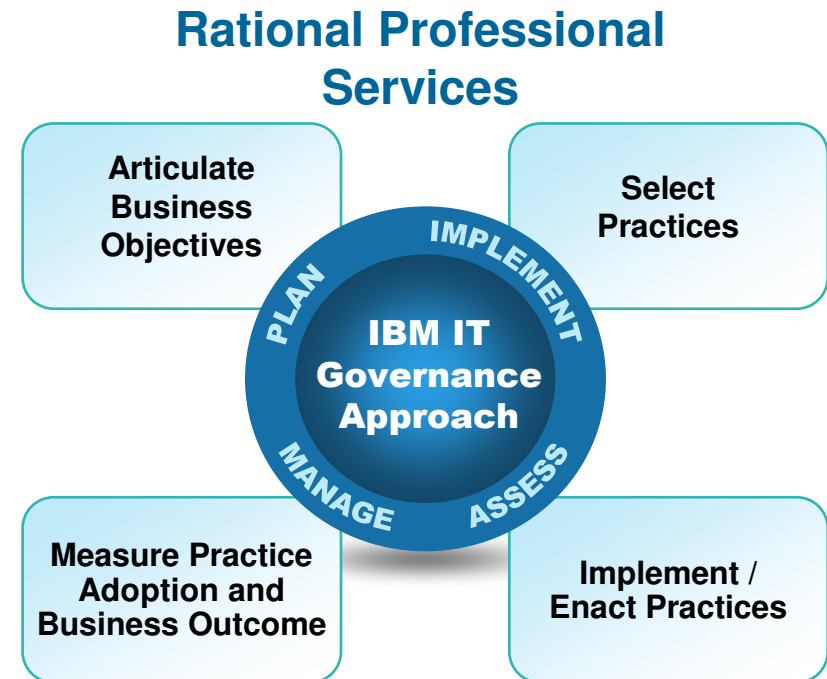 Rational Professional
Services
Articulate
Business
Objectives
Select
Practices
PLAN
IMPLEMENT
IBM IT
Governance
Approach
MANAGE
ASSESS
Measure Practice
Adoption and
Business Outcome
Implement /
Enact Practices